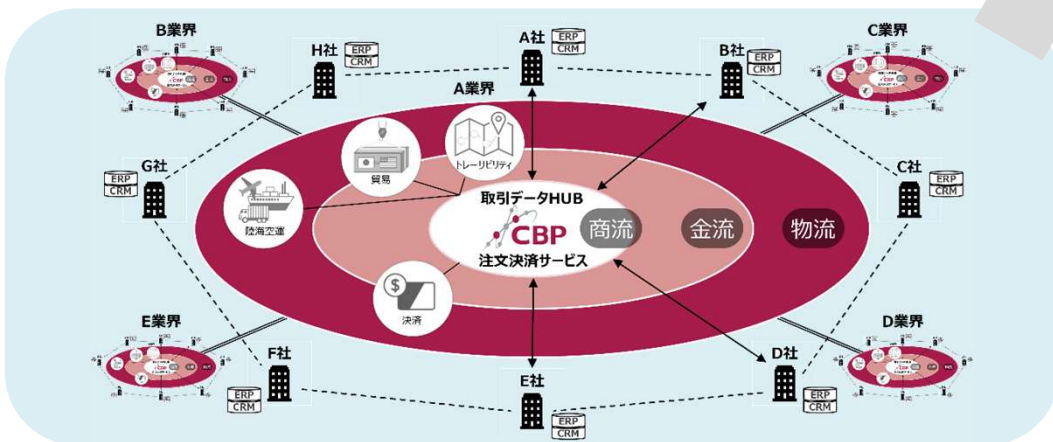 B業界
H社
ERP
CRM
A社
ERP
CRM
B社
ERP
CRM
C業界
A業界
トレーリビリティ
貿易
G社
ERP
CRM
陸海空運
取引データHUB
CBP
注文決済サービス
商流
金流
物流
C社
ERP
CRM
決済
E業界
F社
ERP
CRM
E社
ERP
CRM
D社
ERP
CRM
D業界